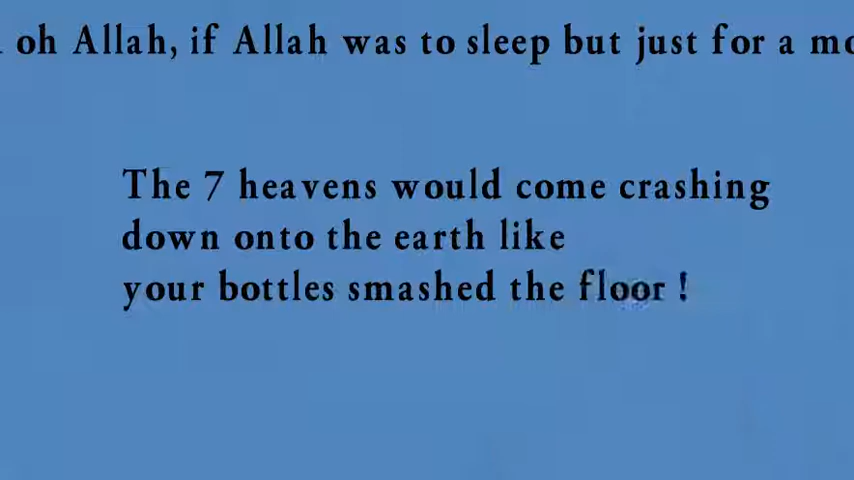 oh Allah, if Allah was to sleep but just for a
The 7 heavens would come crashing
down onto the earth like
your bottles smashed the floor !